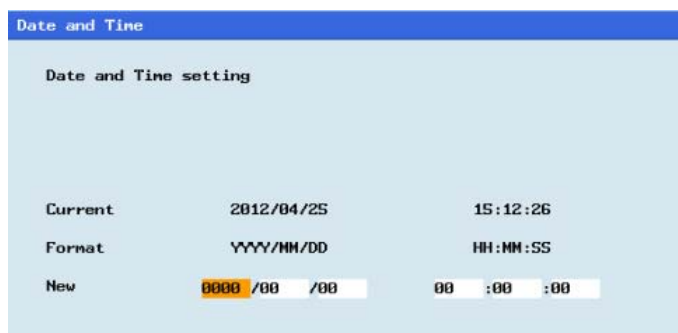 Date and Time
Date and Time setting
Current 2012/04/25 15:12:26
Format YYYY/MM/DD HH:MM:SS
New 0000 /00 /00 00 :00 :00